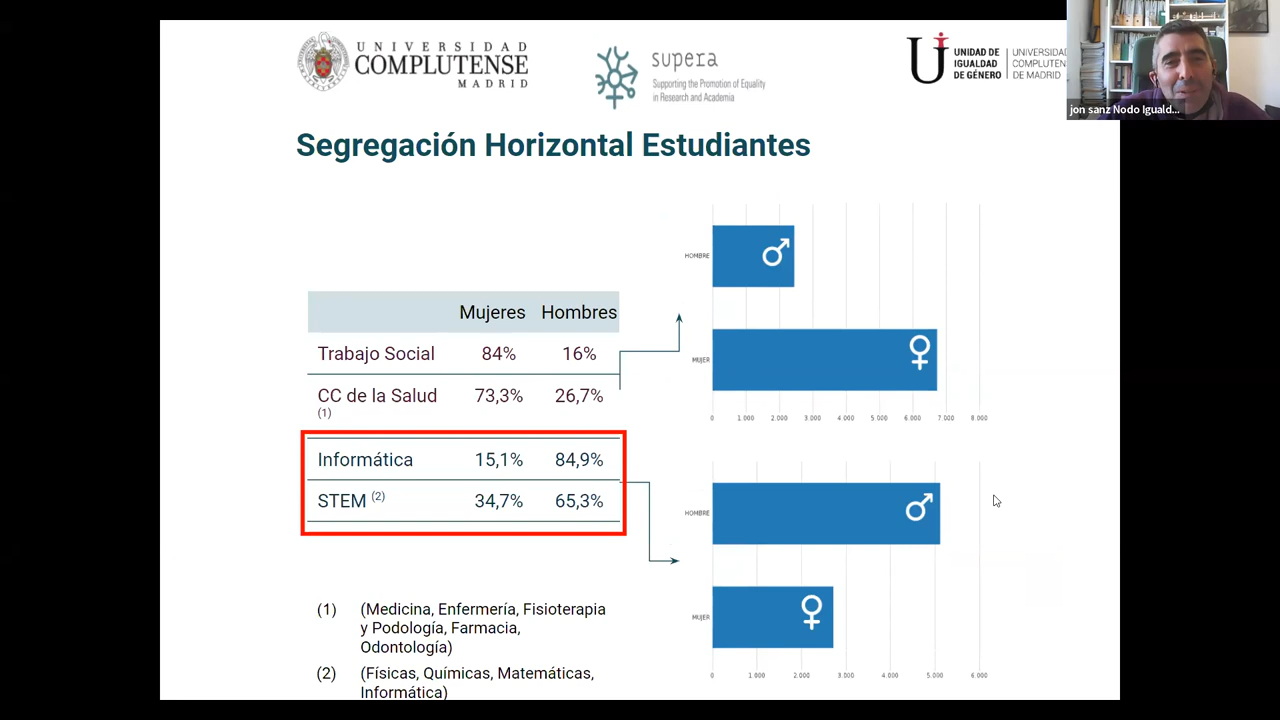 UNIVERSIDAD
COMPLUTENSE
MADRID
supera
Supporting the Promotion of Equality
in Research and Academia
UNIDAD DE
IGUALDAD
DE GÉNERO
UNIVERSIDA
COMPLUTEN
DE MADRID
jon sanz Nodo Iguald...
Segregación Horizontal Estudiantes
Mujeres Hombres
Trabajo Social 84% 16%
CC de la Salud 73,3% 26,7%
(1)
Informática 15,1% 84,9%
STEM (2) 34,7% 65,3%
(1) (Medicina, Enfermería, Fisioterapia
y Podología, Farmacia,
Odontología)
(2) (Físicas, Químicas, Matemáticas,
Informática)
HOMBRE
MUJER
0 1.000 2.000 3.000 4.000 5.000 6.000 7.000 8.000
HOMBRE
MUJER
0 1.000 2.000 3.000 4.000 5.000 6.000